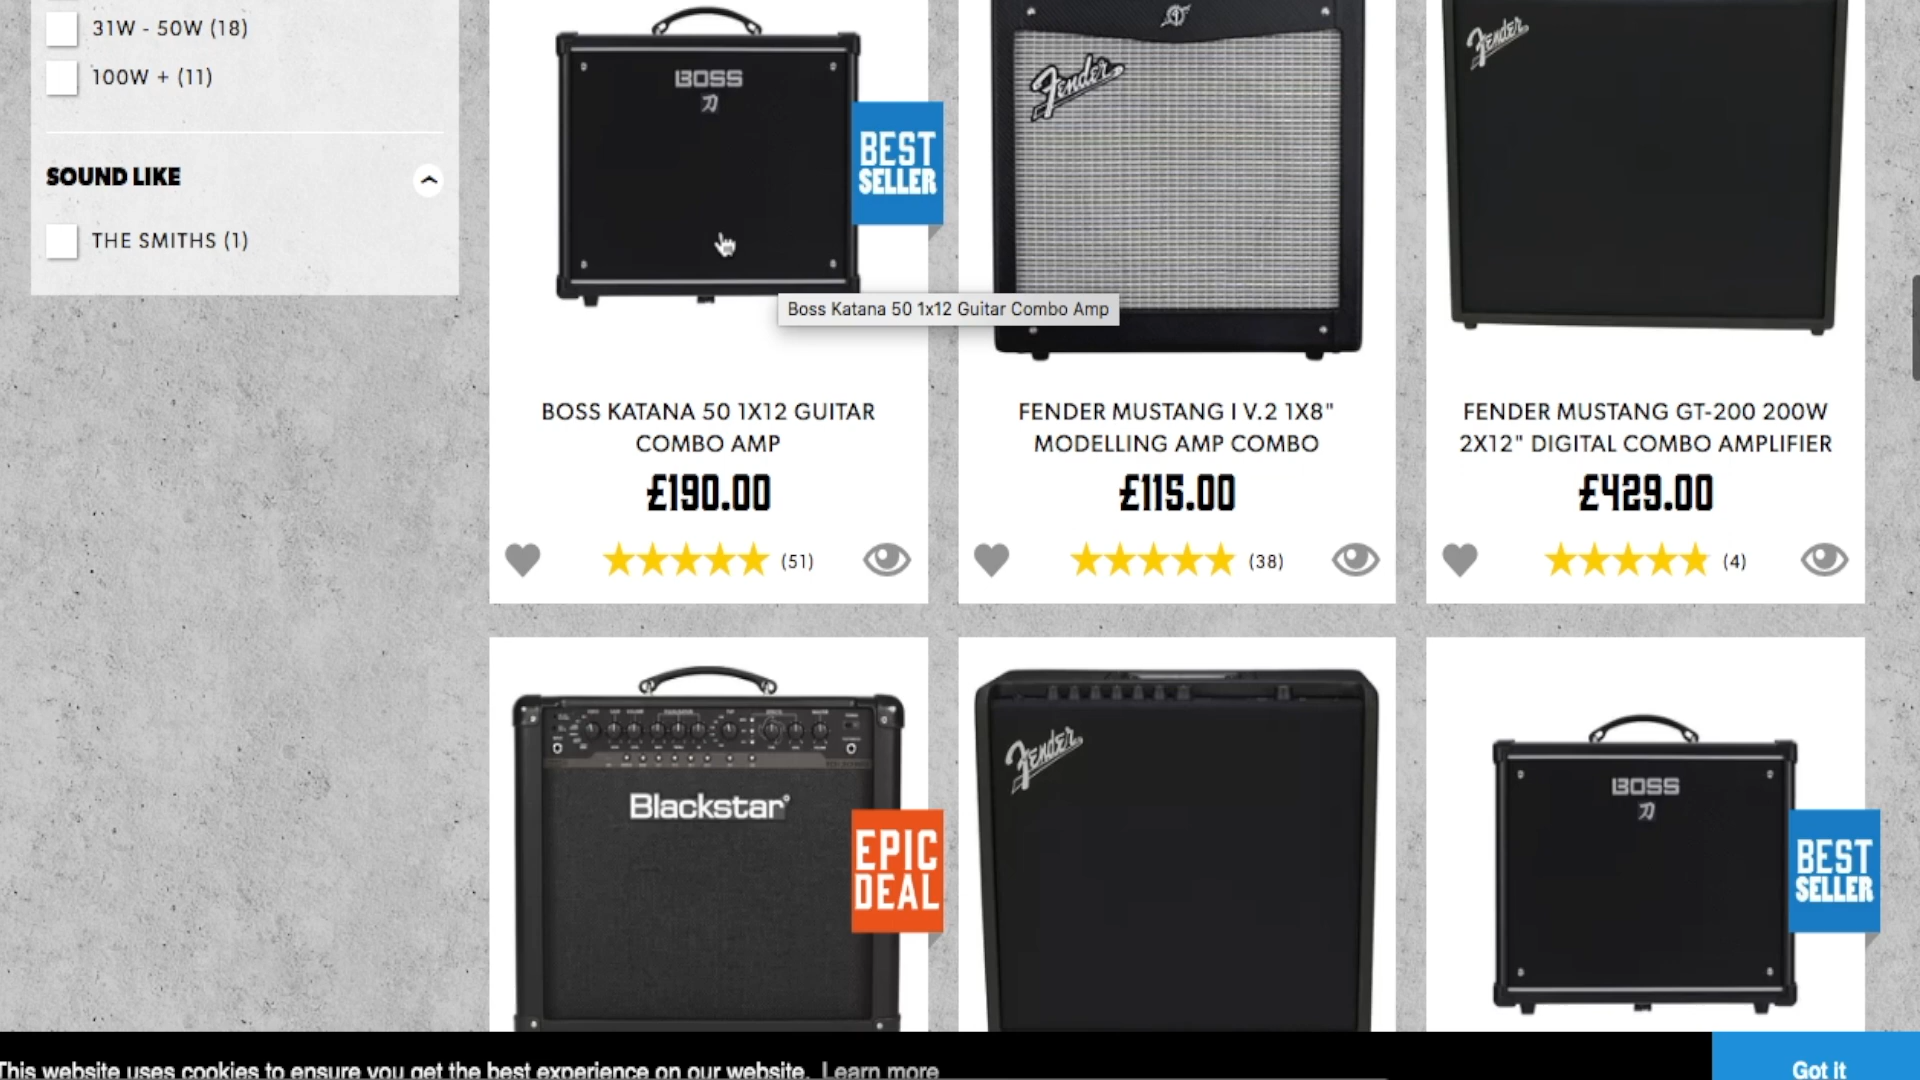 31W - 50W (18)
100W + (11)
SOUND LIKE
THE SMITHS (1)
BOSS
刀
BEST
SELLER
Boss Katana 50 1x12 Guitar Combo Amp
BOSS KATANA 50 1X12 GUITAR
COMBO AMP
£190.00
(51)
Fender
FENDER MUSTANG I V.2 1X8"
MODELLING AMP COMBO
£115.00
(38)
Fender
FENDER MUSTANG GT-200 200W
2X12" DIGITAL COMBO AMPLIFIER
£429.00
(4)
Blackstar
EPIC
DEAL
Fender
BOSS
刀
BEST
SELLER
This website uses cookies to ensure you get the best experience on our website. Learn more
Got it